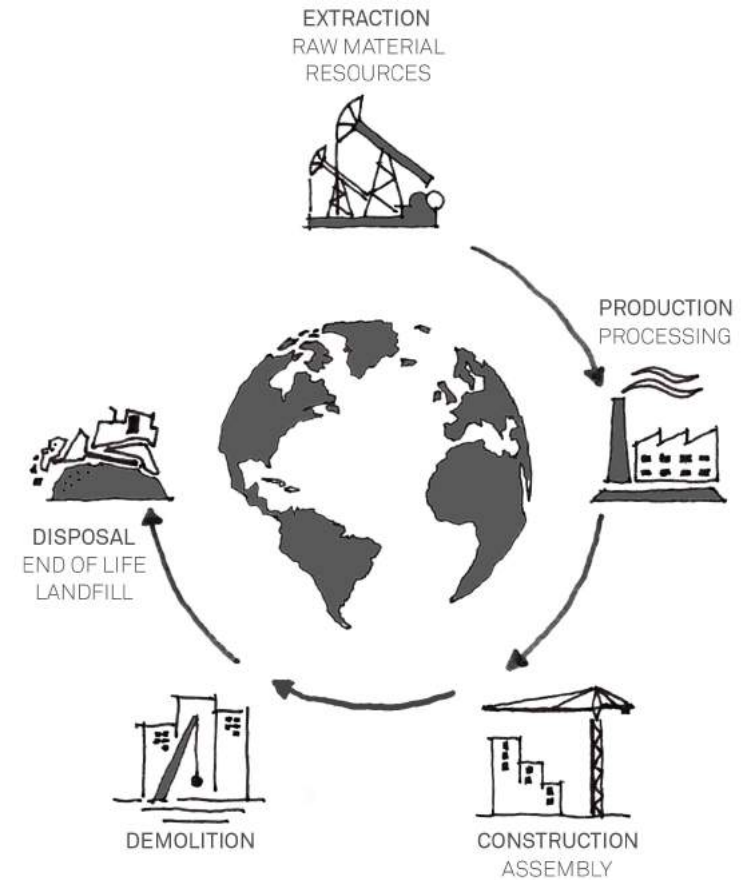 EXTRACTION
RAW MATERIAL
RESOURCES
PRODUCTION
PROCESSING
DISPOSAL
END OF LIFE
LANDFILL
DEMOLITION
CONSTRUCTION
ASSEMBLY